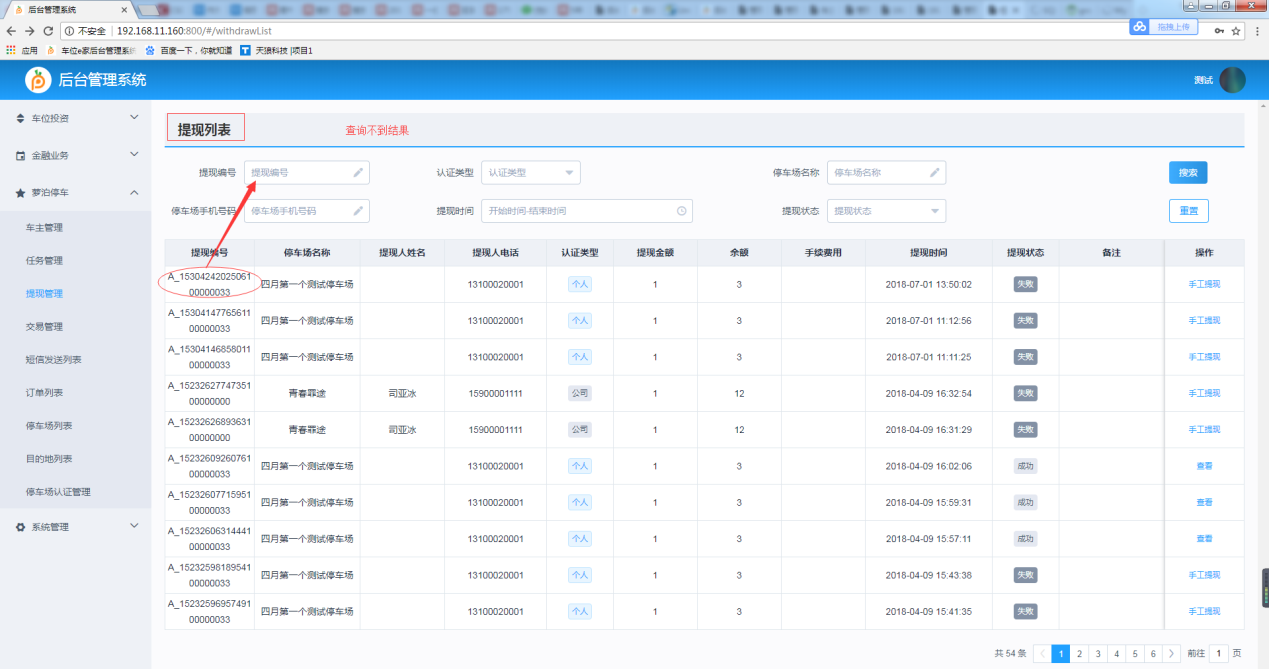 后台管理系统
不安全 192.168.11.160:800/#/withdrawList
拖拽上传
应用 车位e家后台管理系统 百度一下，你就知道 天狼科技|项目1
后台管理系统
测试
车位投资
金融业务
萝泊停车
车主管理
任务管理
提现管理
交易管理
短信发送列表
订单列表
停车场列表
目的地列表
停车场认证管理
系统管理
提现列表
查询不到结果
提现编号 提现编号 认证类型 认证类型 停车场名称 停车场名称 搜索
停车场手机号码 停车场手机号码 提现时间 开始时间-结束时间 提现状态 提现状态 重置
提现编号 停车场名称 提现人姓名 提现人电话 认证类型 提现金额 余额 手续费用 提现时间 提现状态 备注 操作
A_15304242025061
00000033 四月第一个测试停车场 13100020001 个人 1 3 2018-07-01 13:50:02 失败 手工提现
A_15304147765611
00000033 四月第一个测试停车场 13100020001 个人 1 3 2018-07-01 11:12:56 失败 手工提现
A_15304146858011
00000033 四月第一个测试停车场 13100020001 个人 1 3 2018-07-01 11:11:25 失败 手工提现
A_15232627747351
00000000 青春罪途 司亚冰 15900001111 公司 1 12 2018-04-09 16:32:54 失败 手工提现
A_15232626893631
00000000 青春罪途 司亚冰 15900001111 公司 1 12 2018-04-09 16:31:29 失败 手工提现
A_15232609260761
00000033 四月第一个测试停车场 13100020001 个人 1 3 2018-04-09 16:02:06 成功 查看
A_15232607715951
00000033 四月第一个测试停车场 13100020001 个人 1 3 2018-04-09 15:59:31 成功 查看
A_15232606314441
00000033 四月第一个测试停车场 13100020001 个人 1 3 2018-04-09 15:57:11 成功 查看
A_15232598189541
00000033 四月第一个测试停车场 13100020001 个人 1 3 2018-04-09 15:43:38 失败 手工提现
A_15232596957491
00000033 四月第一个测试停车场 13100020001 个人 1 3 2018-04-09 15:41:35 失败 手工提现
共 54 条 1 2 3 4 5 6 前往 1 页